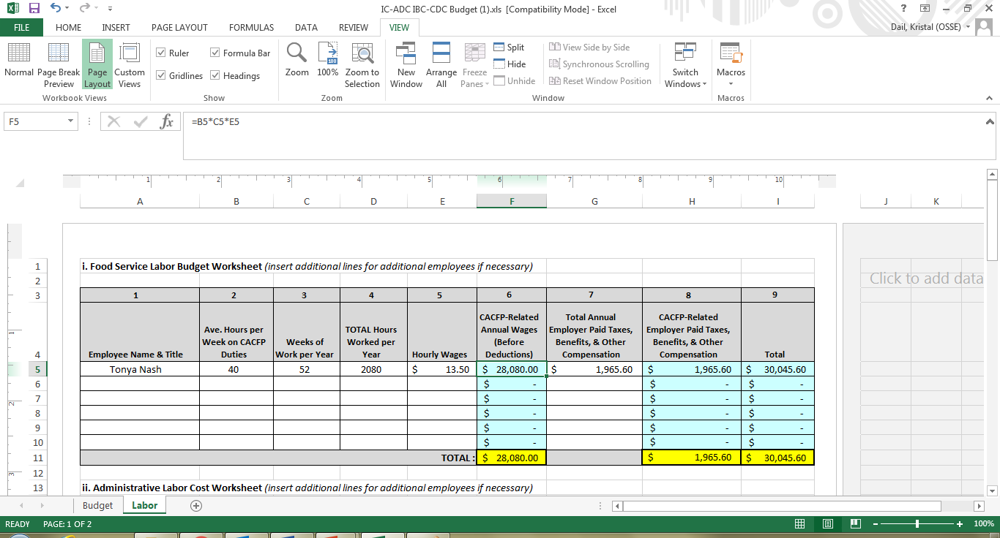 IC-ADC IBC-CDC Budget (1).xls [Compatibility Mode] - Excel
FILE HOME INSERT PAGE LAYOUT FORMULAS DATA REVIEW VIEW Dail, Kristal (OSSE)
Normal Page Break Preview Page Layout Custom Views
Workbook Views
Ruler Formula Bar
Gridlines Headings
Show
Zoom 100% Zoom to Selection
Zoom
New Window Arrange All Freeze Panes
Split
Hide
Unhide
View Side by Side
Synchronous Scrolling
Reset Window Position
Window
Switch Windows
Macros
Macros
F5 fx =B5*C5*E5
1 2 3 4 5 6 7 8 9 10
A B C D E F G H I J K
1 i. Food Service Labor Budget Worksheet (insert additional lines for additional employees if necessary)
2 Click to add data
3 1 2 3 4 5 6 7 8 9
4 Employee Name & Title Ave. Hours per Week on CACFP Duties Weeks of Work per Year TOTAL Hours Worked per Year Hourly Wages CACFP-Related Annual Wages (Before Deductions) Total Annual Employer Paid Taxes, Benefits, & Other Compensation CACFP-Related Employer Paid Taxes, Benefits, & Other Compensation Total
5 Tonya Nash 40 52 2080 $ 13.50 $ 28,080.00 $ 1,965.60 $ 1,965.60 $ 30,045.60
6 $ - $ - $ -
7 $ - $ - $ -
8 $ - $ - $ -
9 $ - $ - $ -
10 $ - $ - $ -
11 TOTAL : $ 28,080.00 $ 1,965.60 $ 30,045.60
12
13 ii. Administrative Labor Cost Worksheet (insert additional lines for additional employees if necessary)
Budget Labor
READY PAGE: 1 OF 2 100%